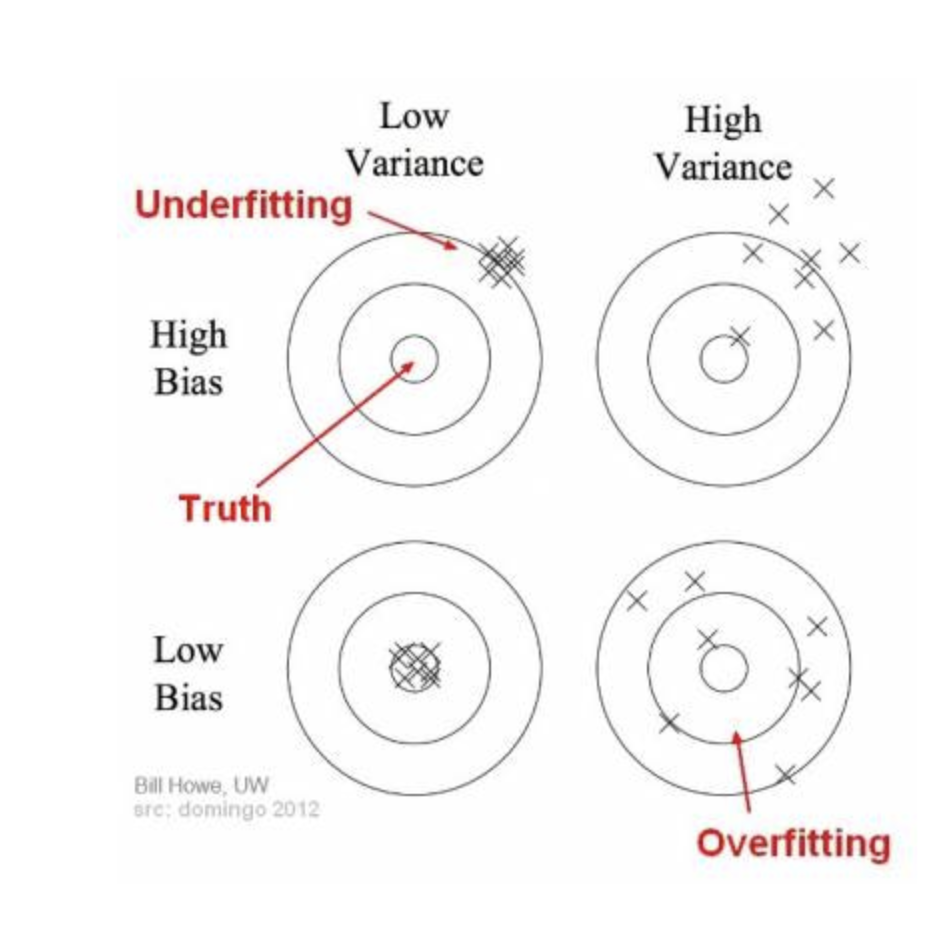 Low
Variance
High
Variance
Underfitting
High
Bias
Truth
Low
Bias
Bill Howe, UW
src: domingo 2012
Overfitting